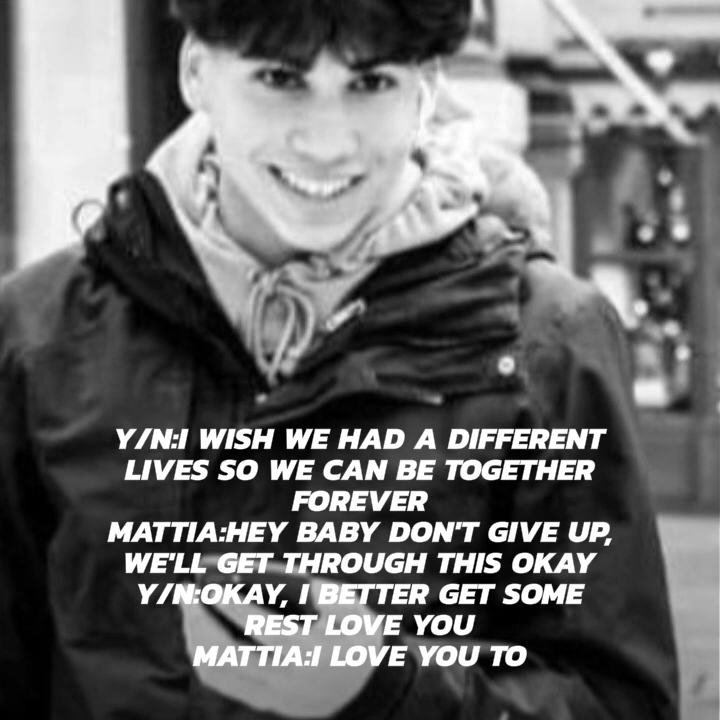 Y/N:I WISH WE HAD A DIFFERENT
LIVES SO WE CAN BE TOGETHER
FOREVER
MATTIA:HEY BABY DON'T GIVE UP,
WE'LL GET THROUGH THIS OKAY
Y/N:OKAY, I BETTER GET SOME
REST LOVE YOU
MATTIA:I LOVE YOU TO